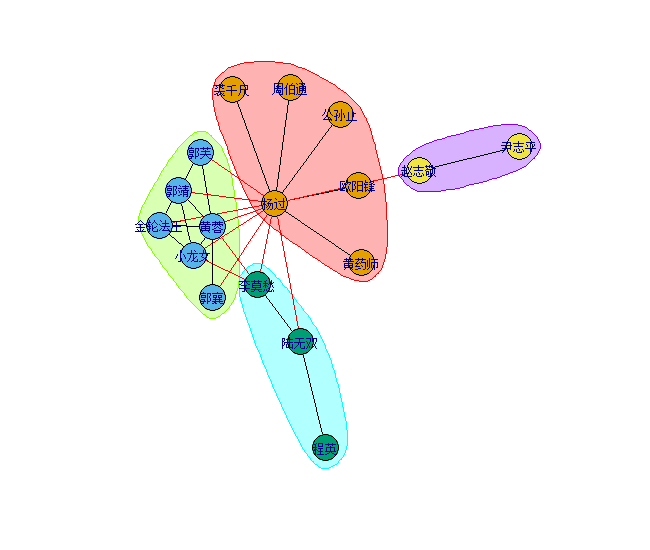 裘千尺
周伯通
公孙止
尹志平
郭芙
赵志敬
郭靖
欧阳锋
杨过
金轮法王
黄蓉
小龙女
黄药师
李莫愁
郭襄
陆无双
程英